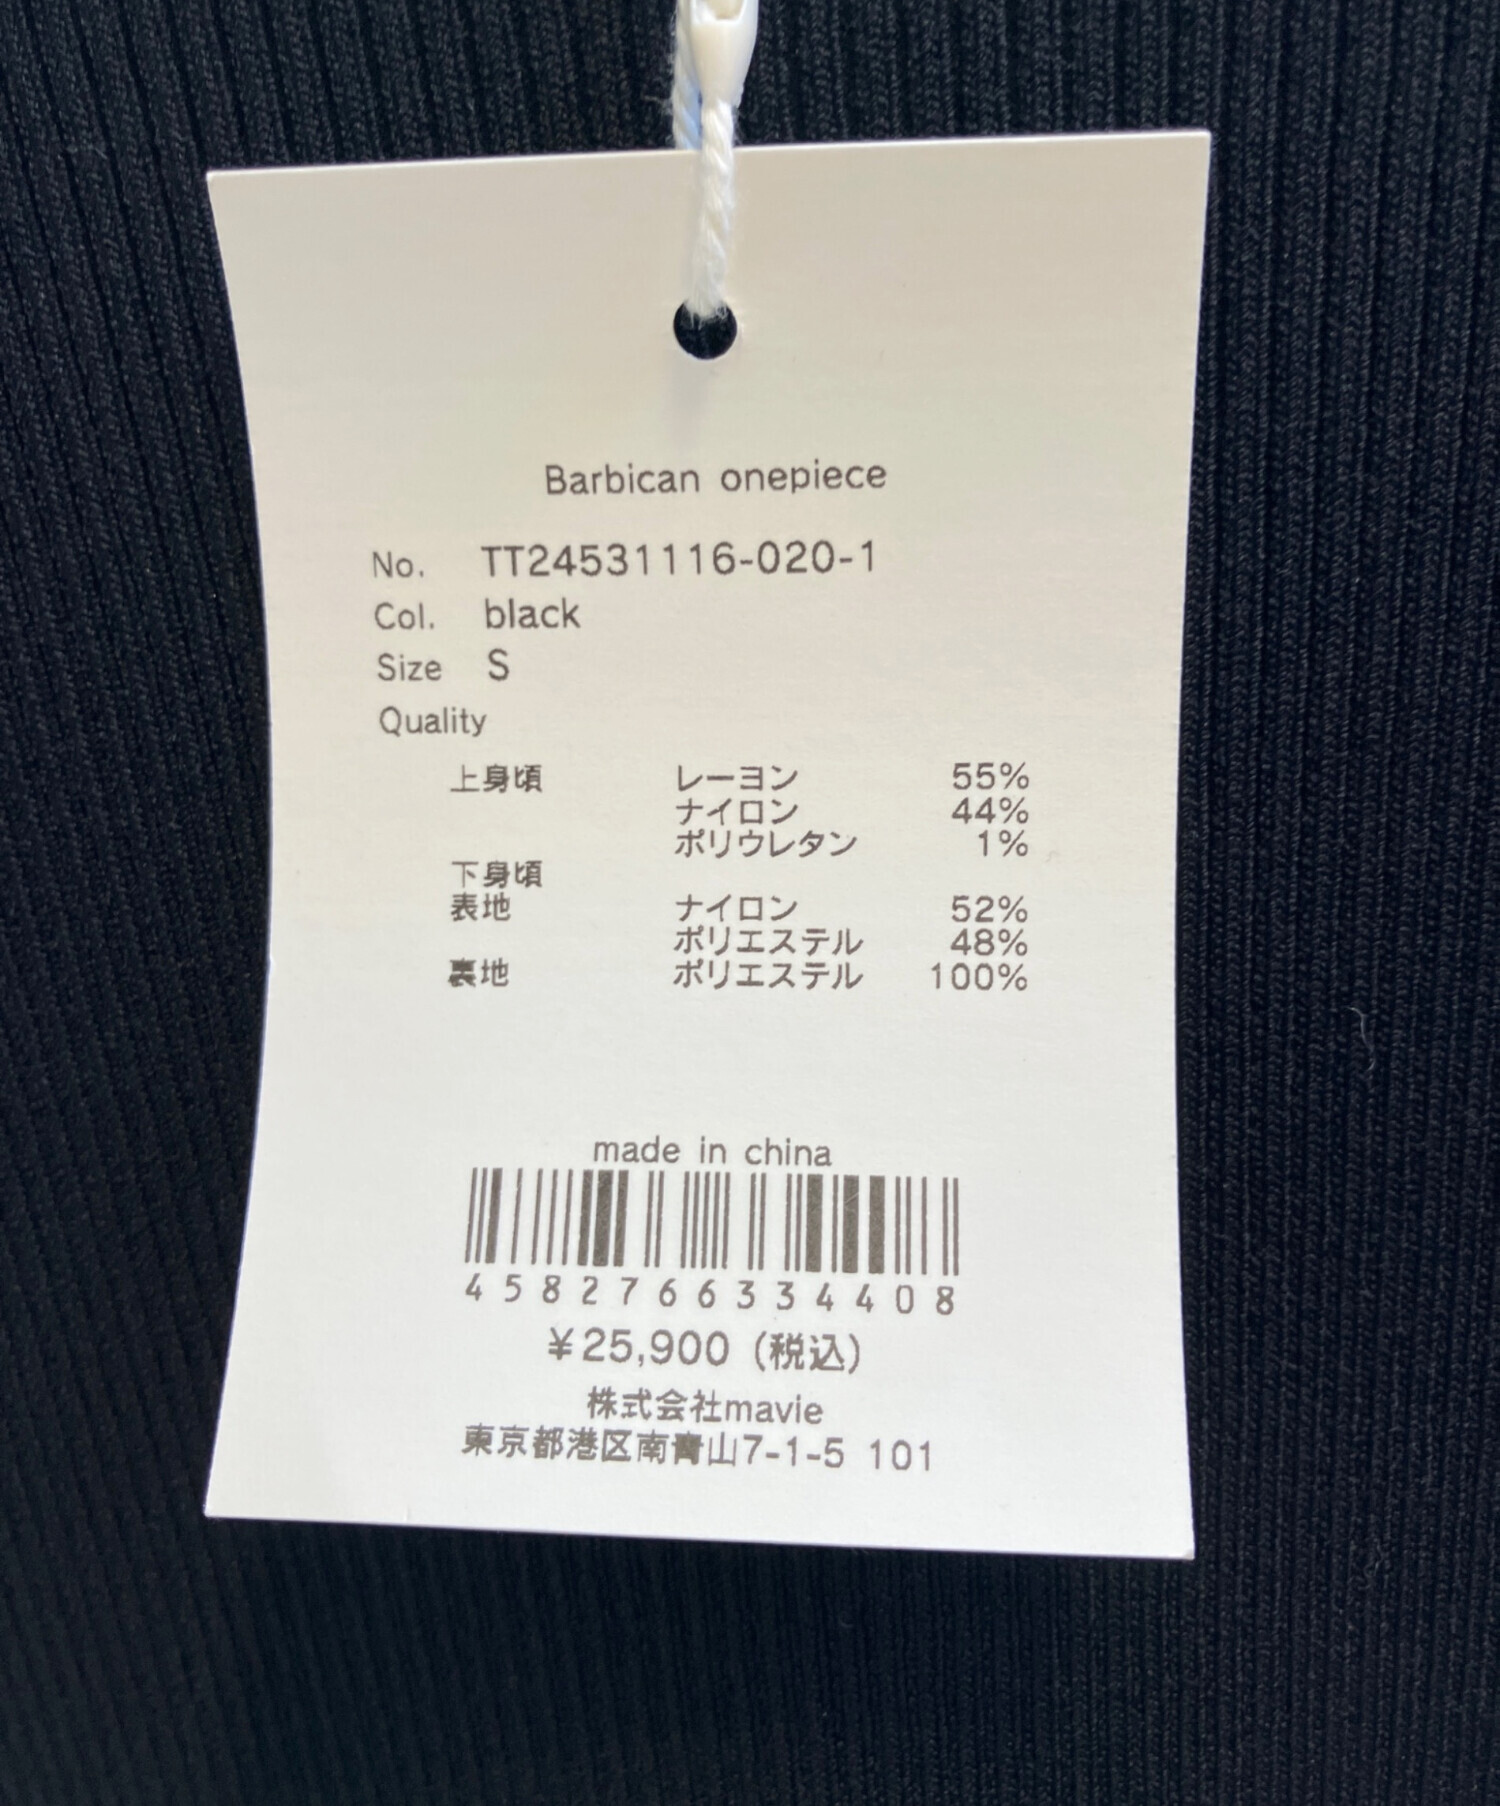 Barbican onepiece
No. TT24531116-020-1
Col. black
Size S
Quality
上身頃 レーヨン 55%
ナイロン 44%
ポリウレタン 1%
下身頃
表地 ナイロン 52%
ポリエステル 48%
裏地 ポリエステル 100%
made in china
4582766334408
¥25,900 (税込)
株式会社mavie
東京都港区南青山7-1-5 101